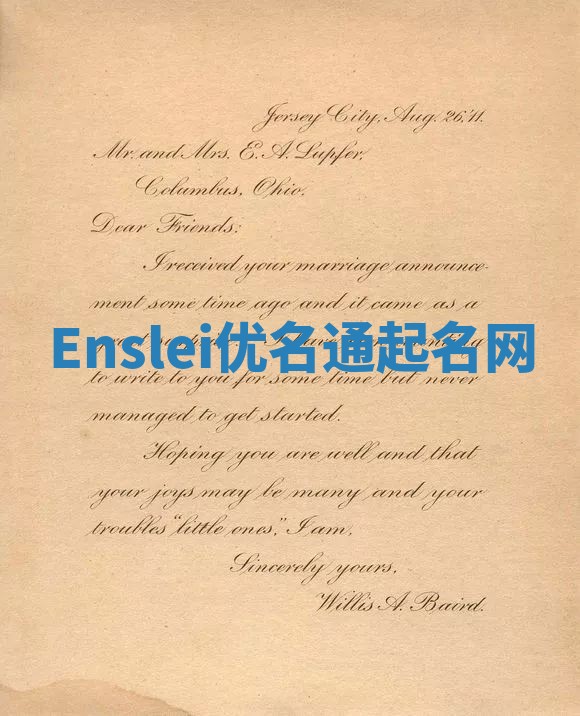 Jersey City, Aug. 26, '11.
Mr. and Mrs. E. A. Lupfer,
Columbus, Ohio.
Dear Friends:
I received your marriage announce-
ment some time ago and it came as a
Enslei优名通起名网
to write to you for some time but never
managed to get started.
Hoping you are well and that
your joys may be many and your
troubles "little ones," I am,
Sincerely yours,
Willis A. Baird.